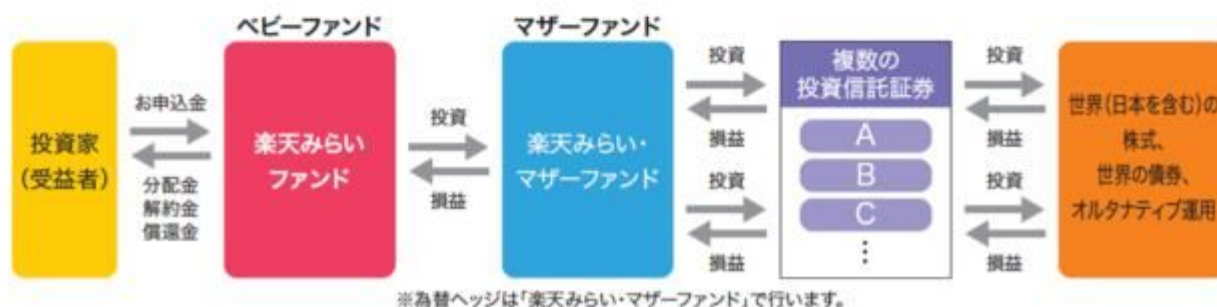 ベビーファンド
マザーファンド
投資家
(受益者)
お申込金
分配金
解約金
償還金
楽天みらい
ファンド
投資
損益
楽天みらい・
マザーファンド
投資
損益
投資
損益
複数の
投資信託証券
A
B
C
⋮
投資
損益
投資
損益
世界(日本を含む)の
株式、
世界の債券、
オルタナティブ運用
※為替ヘッジは「楽天みらい・マザーファンド」で行います。